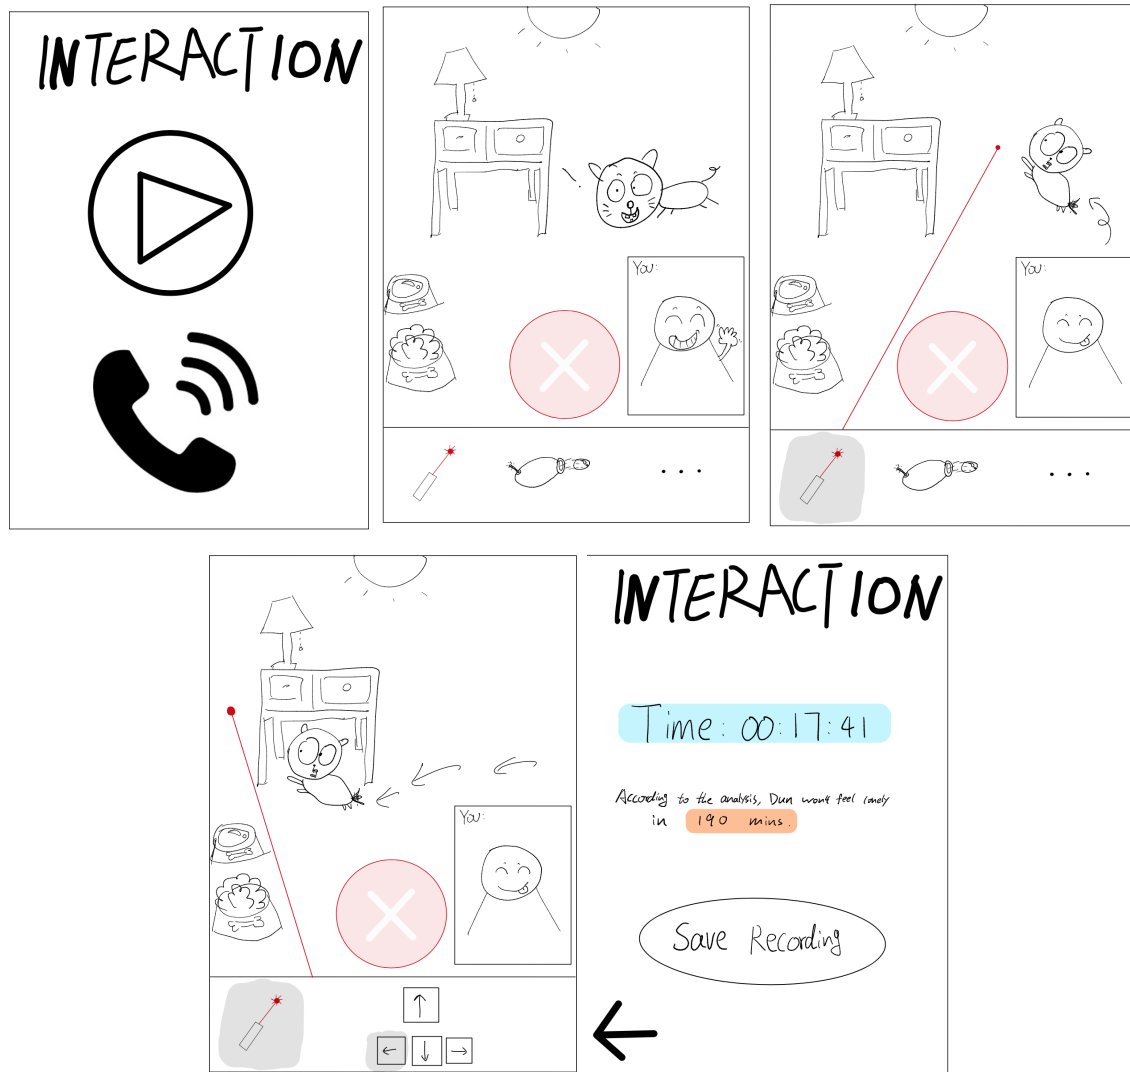 INTERACTION
You:
You:
You:
INTERACTION
Time: 00:17:41
According to the analysis, Dun wont feel lonely
in 190 mins.
Save Recording